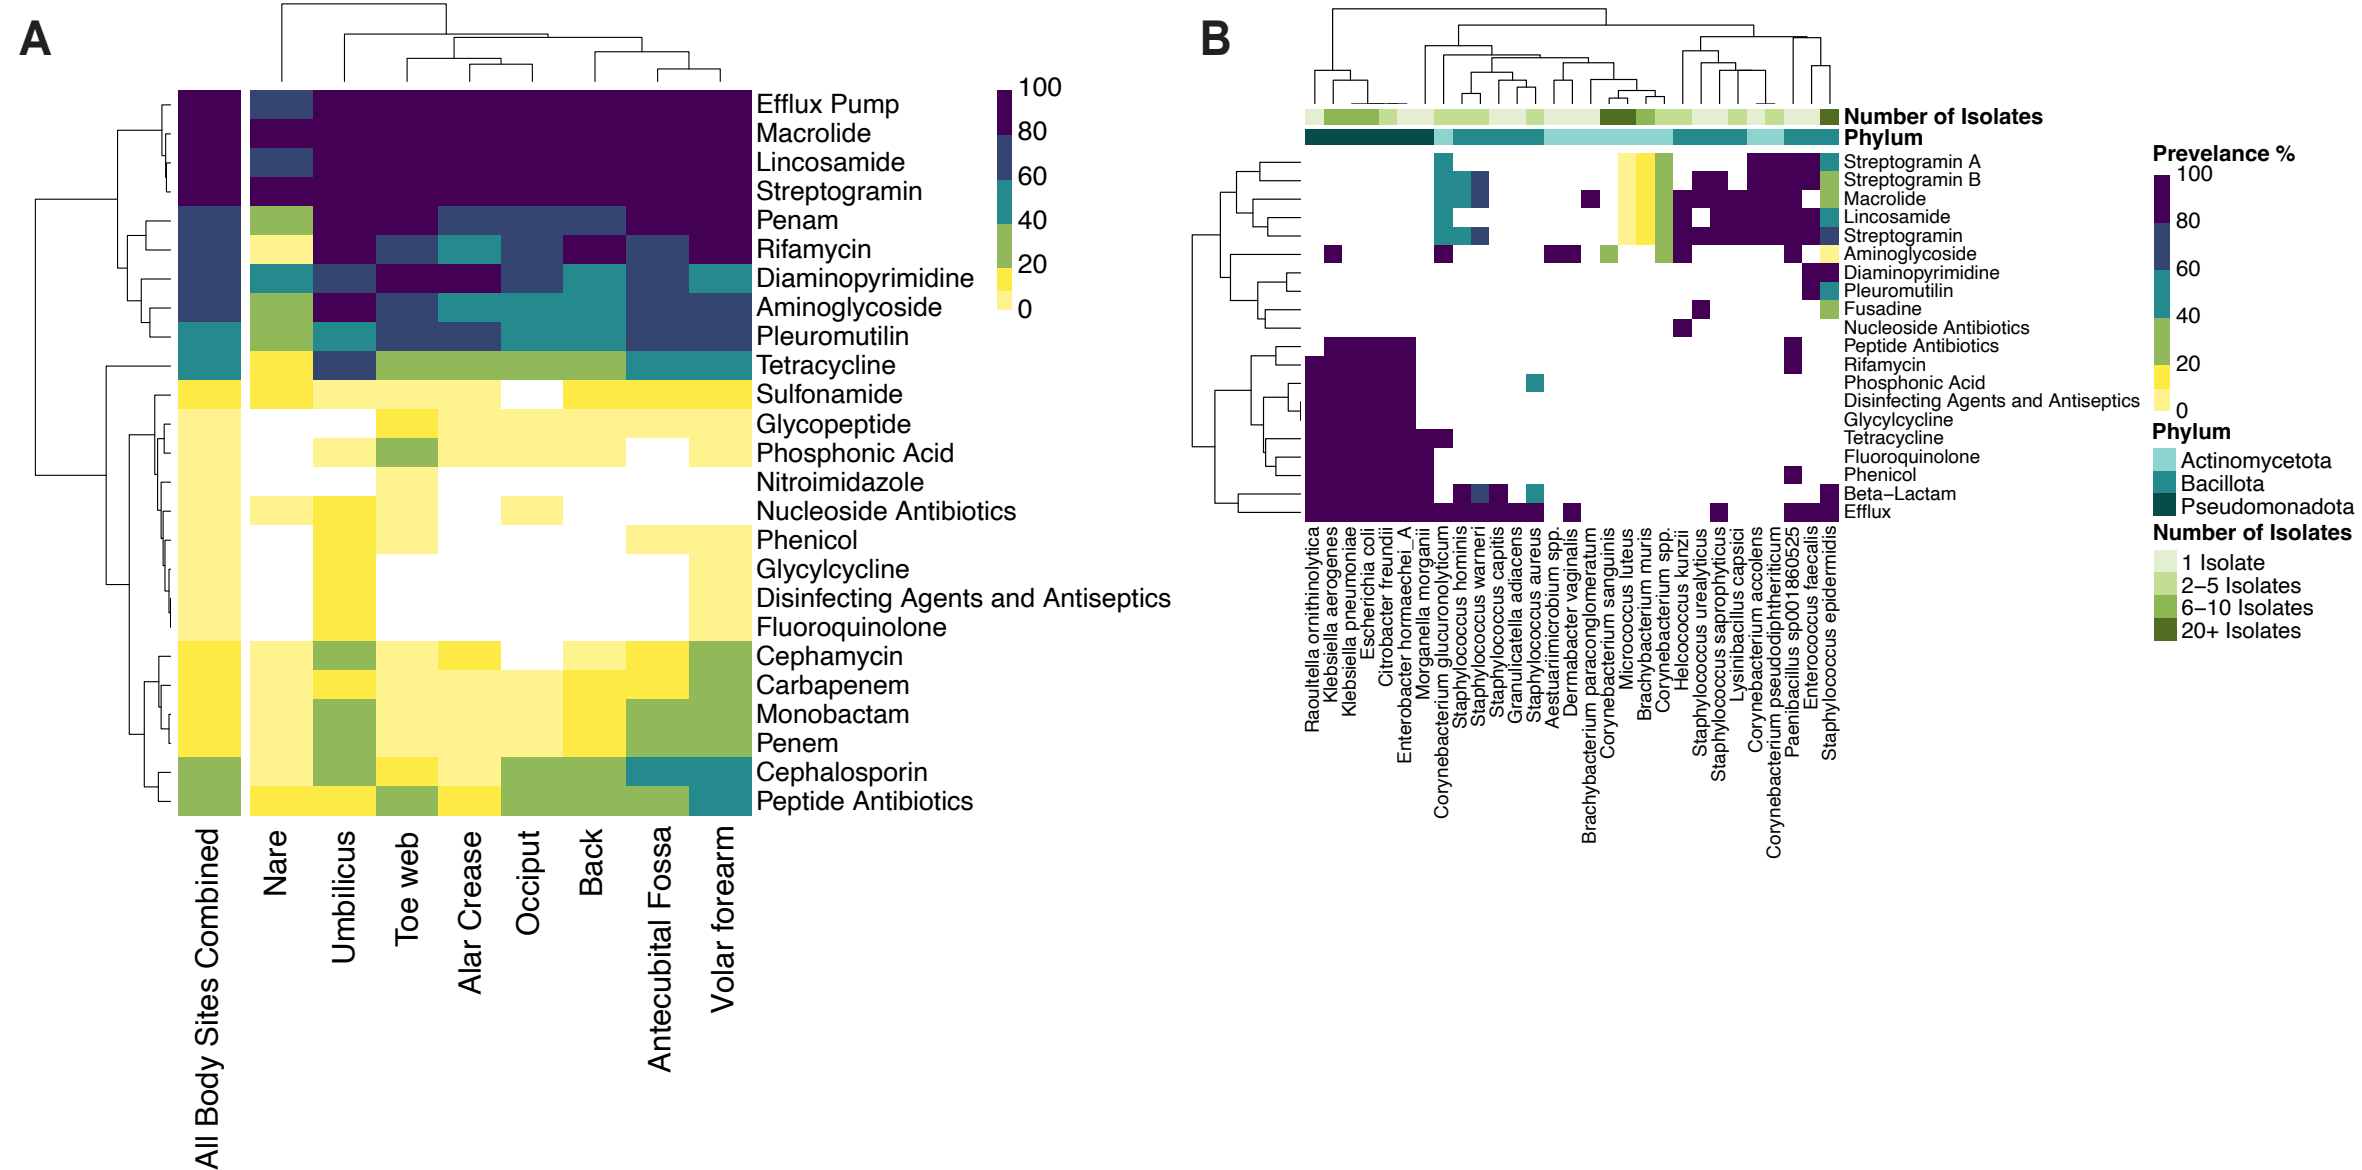 A
100
80
60
40
20
0
Efflux Pump
Macrolide
Lincosamide
Streptogramin
Penam
Rifamycin
Diaminopyrimidine
Aminoglycoside
Pleuromutilin
Tetracycline
Sulfonamide
Glycopeptide
Phosphonic Acid
Nitroimidazole
Nucleoside Antibiotics
Phenicol
Glycylcycline
Disinfecting Agents and Antiseptics
Fluoroquinolone
Cephamycin
Carbapenem
Monobactam
Penem
Cephalosporin
Peptide Antibiotics
All Body Sites Combined
Nare
Umbilicus
Toe web
Alar Crease
Occiput
Back
Antecubital Fossa
Volar forearm
B
Number of Isolates
Phylum
Streptogramin A
Streptogramin B
Macrolide
Lincosamide
Streptogramin
Aminoglycoside
Diaminopyrimidine
Pleuromutilin
Fusadine
Nucleoside Antibiotics
Peptide Antibiotics
Rifamycin
Phosphonic Acid
Disinfecting Agents and Antiseptics
Glycylcycline
Tetracycline
Fluoroquinolone
Phenicol
Beta−Lactam
Efflux
Raoultella ornithinolytica
Klebsiella aerogenes
Klebsiella pneumoniae
Escherichia coli
Citrobacter freundii
Enterobacter hormaechei_A
Morganella morganii
Corynebacterium glucuronolyticum
Staphylococcus hominis
Staphylococcus warneri
Staphylococcus capitis
Granulicatella adiacens
Staphylococcus aureus
Aestuariimicrobium spp.
Dermabacter vaginalis
Brachybacterium paraconglomeratum
Corynebacterium sanguinis
Micrococcus luteus
Brachybacterium muris
Corynebacterium spp.
Helcococcus kunzii
Staphylococcus urealyticus
Staphylococcus saprophyticus
Lysinibacillus capsici
Corynebacterium accolens
Corynebacterium pseudodiphtheriticum
Paenibacillus sp001860525
Enterococcus faecalis
Staphylococcus epidermidis
Prevelance %
100
80
60
40
20
0
Phylum
Actinomycetota
Bacillota
Pseudomonadota
Number of Isolates
1 Isolate
2−5 Isolates
6−10 Isolates
20+ Isolates